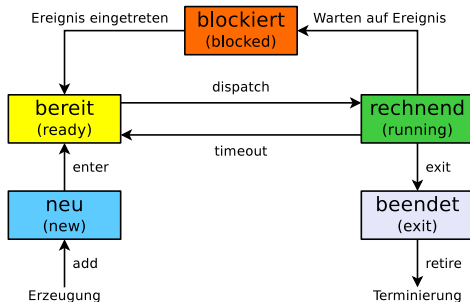 blockiert
(blocked)
Ereignis eingetreten
Warten auf Ereignis
bereit
(ready)
dispatch
rechnend
(running)
timeout
enter
exit
neu
(new)
beendet
(exit)
add
retire
Erzeugung
Terminierung